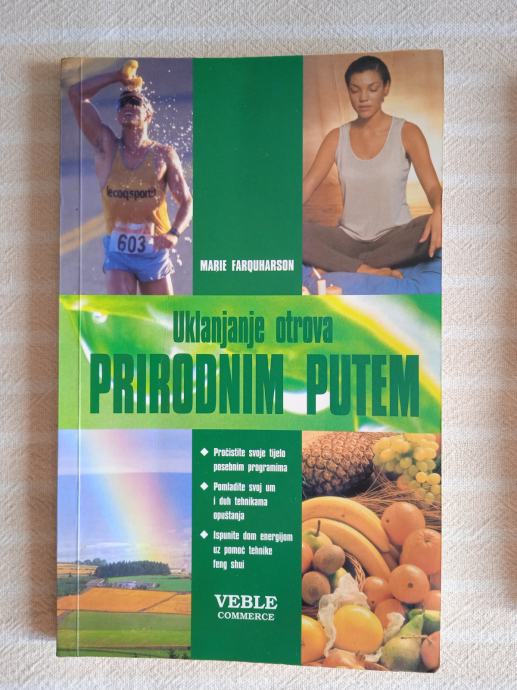 lecoqsportif
603
MARIE FARQUHARSON
Uklanjanje otrova
PRIRODNIM PUTEM
◆ Pročistite svoje tijelo
posebnim programima
◆ Pomladite svoj um
i duh tehnikama
opuštanja
◆ Ispunite dom energijom
uz pomoć tehnike
feng shui
VEBLE
COMMERCE